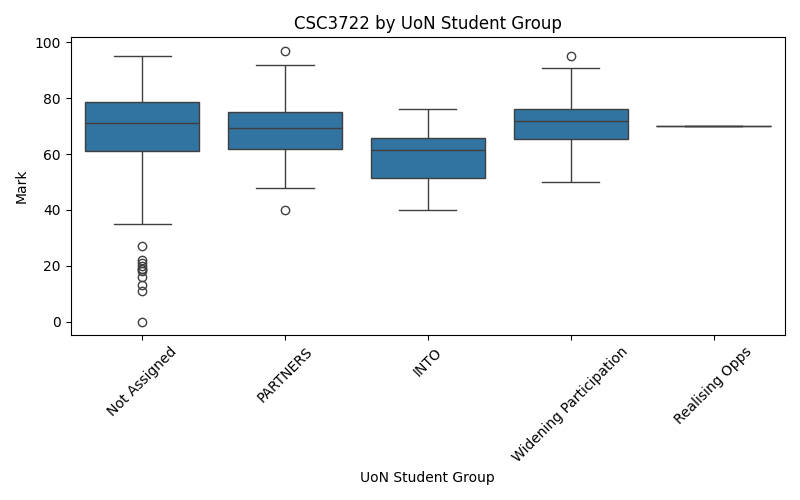 CSC3722 by UoN Student Group
Mark
100
80
60
40
20
0
Not Assigned
PARTNERS
INTO
Widening Participation
Realising Opps
UoN Student Group